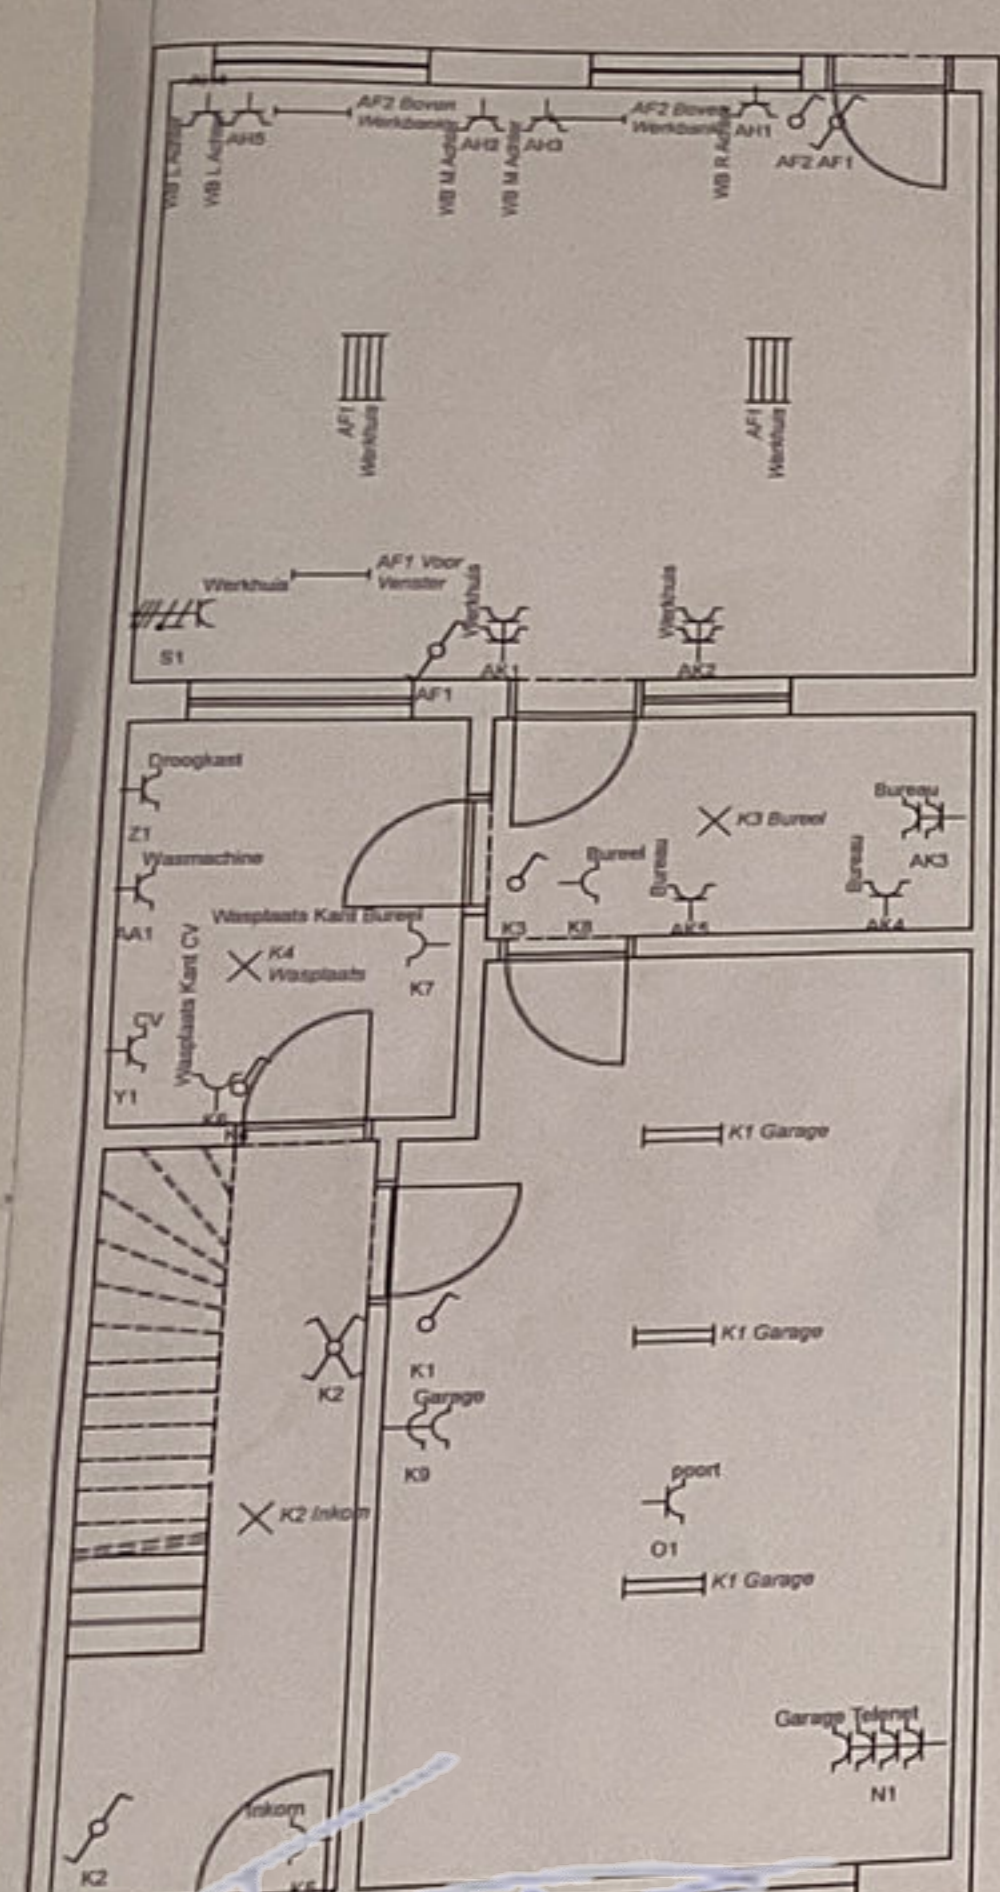 AH4
AF2 Boven
Werkbank
AF2 Boven
Werkbank
AH5
AH2
AH3
AH1
WB L Achter
WB L Achter
WB M Achter
WB M Achter
WB R Achter
AF2 AF1
AF1
Werkhuis
AF1
Werkhuis
AF1 Voor
Venster
Werkhuis
Werkhuis
Werkhuis
S1
AK1
AK2
AF1
Droogkast
Z1
Bureau
K3 Bureel
AK3
Wasmachine
Bureel
Bureau
Bureau
AA1
Wasplaats Kant Bureel
K3
K8
AK5
AK4
Wasplaats Kant CV
K4
Wasplaats
K7
CV
Y1
K6
K1 Garage
K1 Garage
K1
K2
Garage
K9
poort
K2 Inkom
O1
K1 Garage
Garage Telenet
N1
Inkom
K2